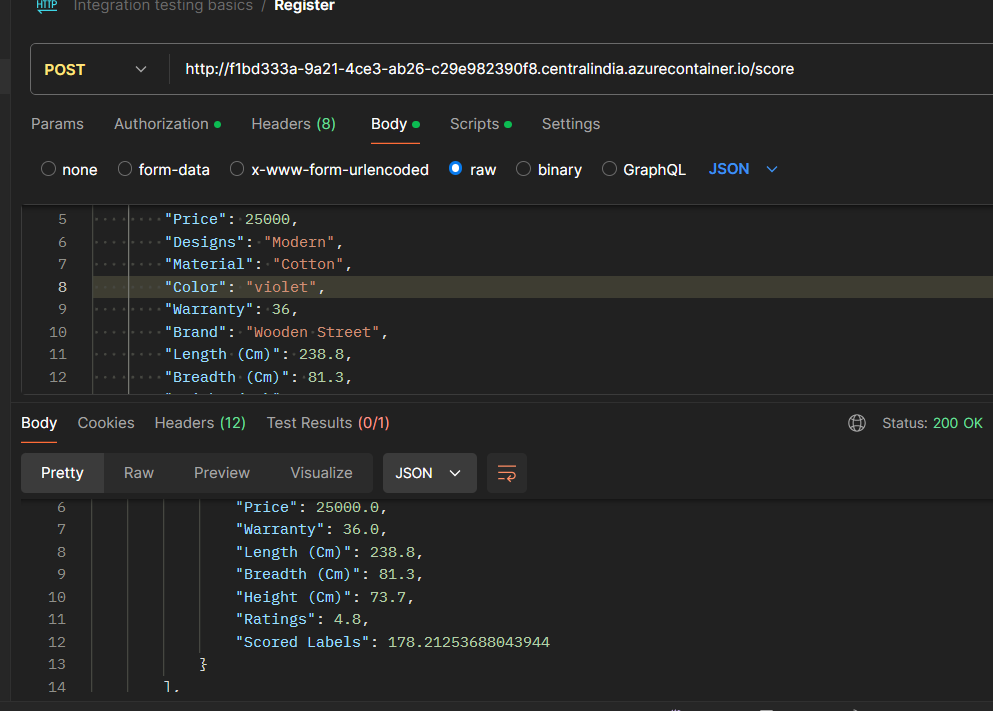 HTTP Integration testing basics / Register
POST http://f1bd333a-9a21-4ce3-ab26-c29e982390f8.centralindia.azurecontainer.io/score
Params Authorization Headers (8) Body Scripts Settings
none form-data x-www-form-urlencoded raw binary GraphQL JSON
5 "Price": 25000,
6 "Designs": "Modern",
7 "Material": "Cotton",
8 "Color": "violet",
9 "Warranty": 36,
10 "Brand": "Wooden Street",
11 "Length (Cm)": 238.8,
12 "Breadth (Cm)": 81.3,
Body Cookies Headers (12) Test Results (0/1) Status: 200 OK
Pretty Raw Preview Visualize JSON
6 "Price": 25000.0,
7 "Warranty": 36.0,
8 "Length (Cm)": 238.8,
9 "Breadth (Cm)": 81.3,
10 "Height (Cm)": 73.7,
11 "Ratings": 4.8,
12 "Scored Labels": 178.21253688043944
13 }
14 ],